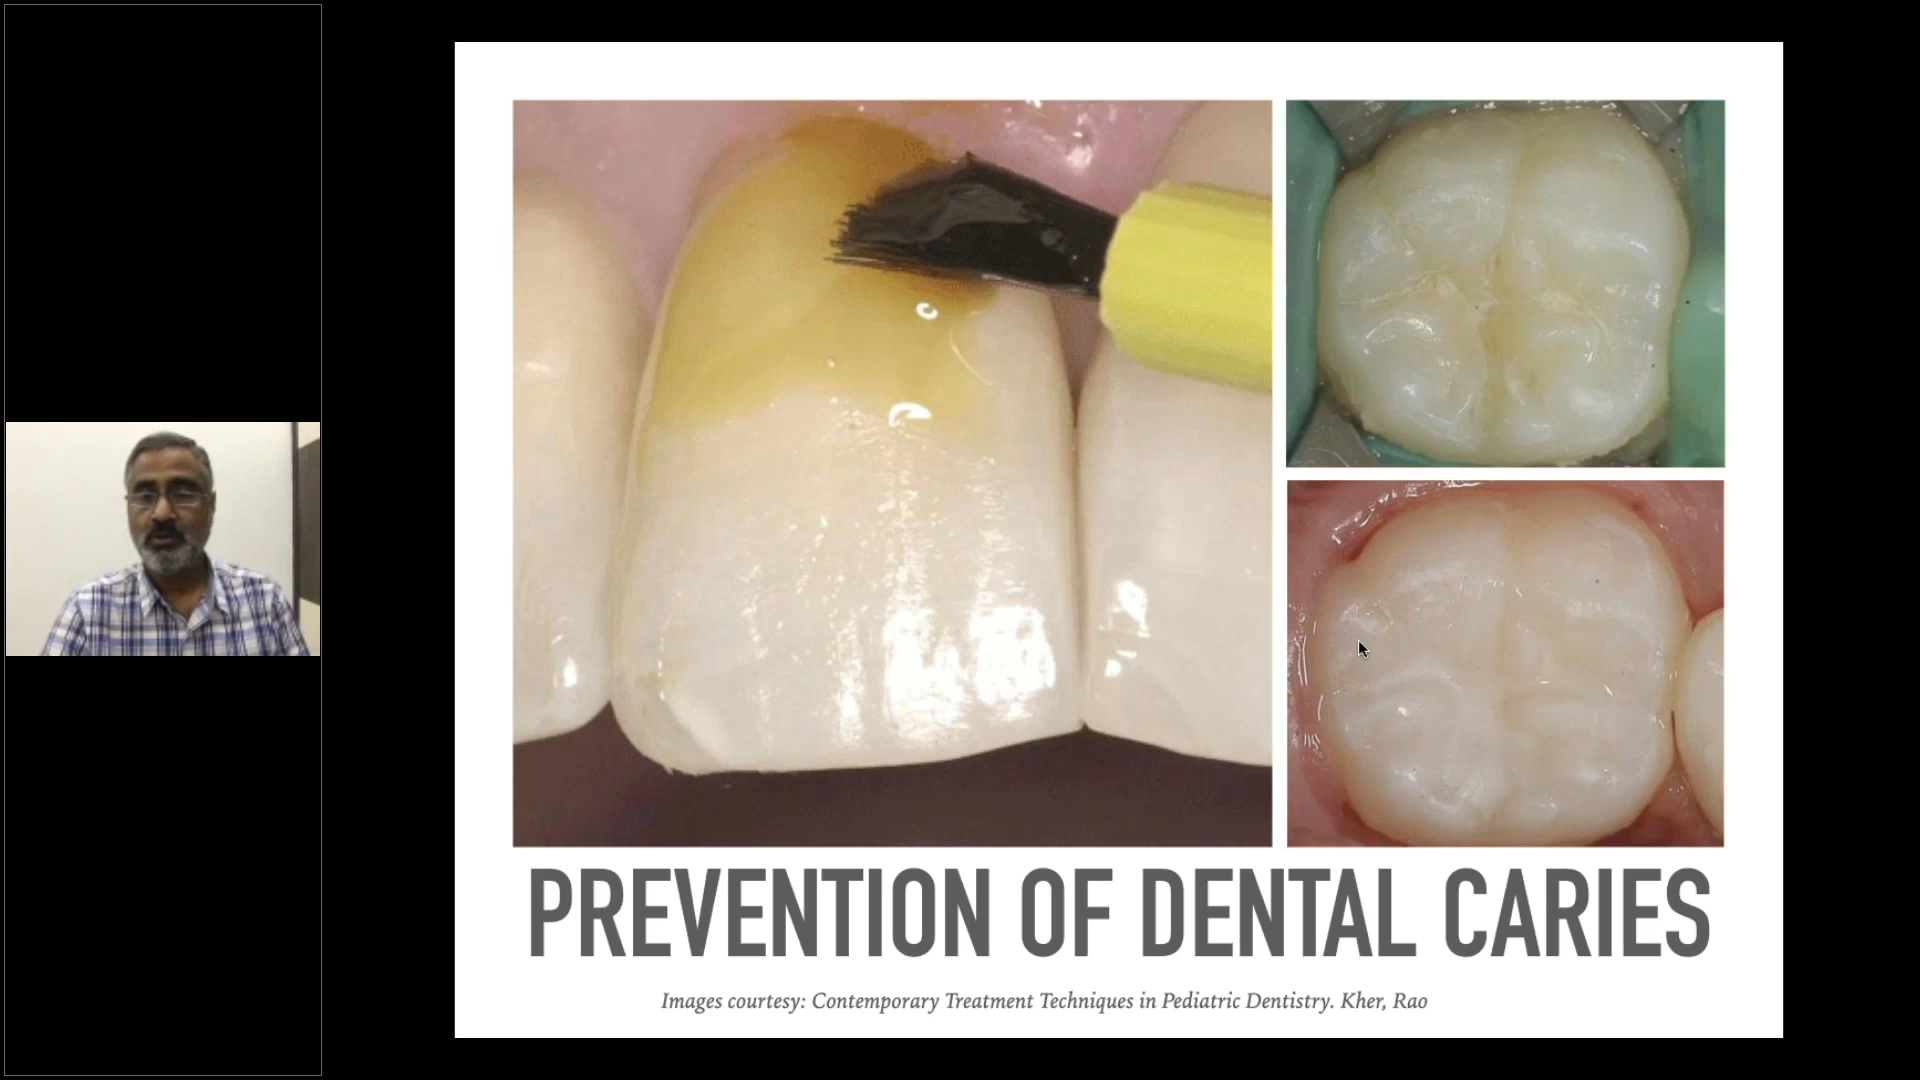 PREVENTION OF DENTAL CARIES
Images courtesy: Contemporary Treatment Techniques in Pediatric Dentistry. Kher, Rao